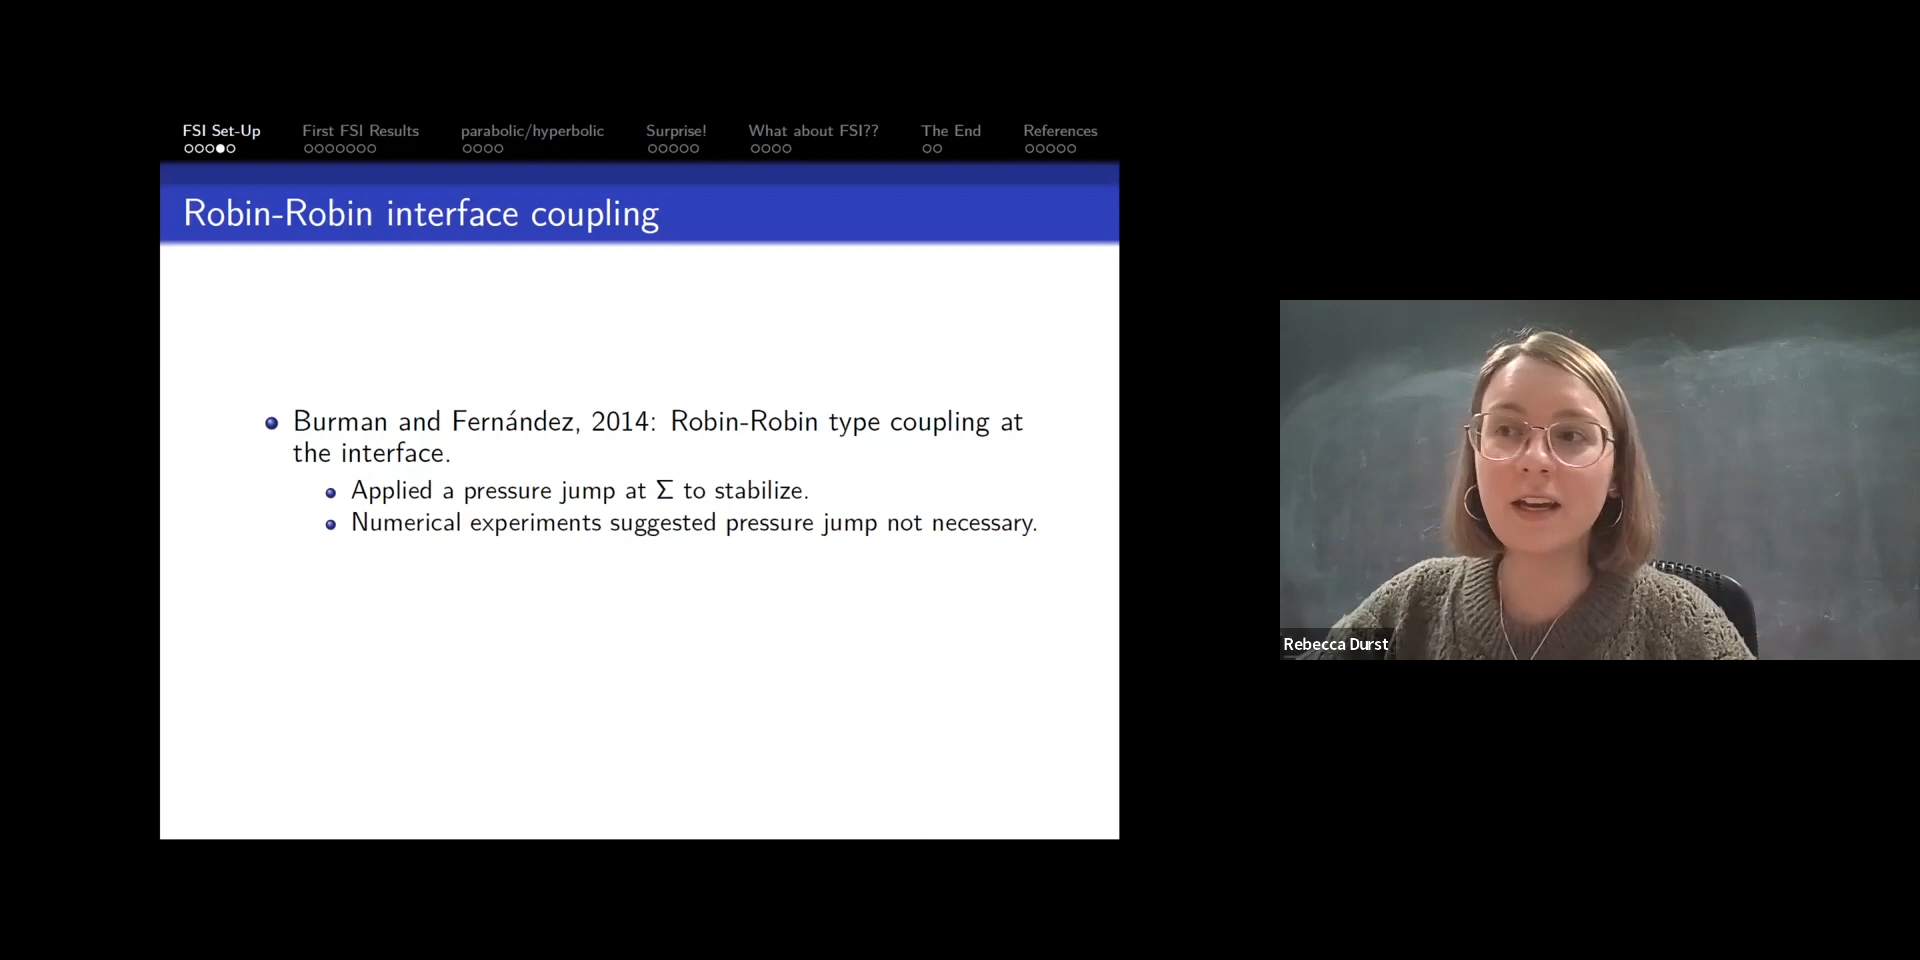 FSI Set-Up First FSI Results parabolic/hyperbolic Surprise! What about FSI?? The End References
Robin-Robin interface coupling
Burman and Fernández, 2014: Robin-Robin type coupling at
the interface.
Applied a pressure jump at Σ to stabilize.
Numerical experiments suggested pressure jump not necessary.
Rebecca Durst